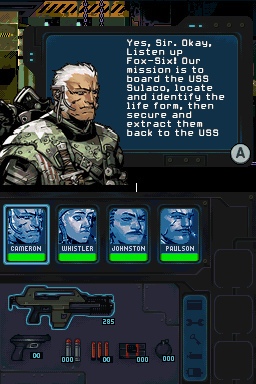 Yes, Sir. Okay,
Listen up
Fox-Six! Our
mission is to
board the USS
Sulaco, locate
and identify the
life form, then
secure and
extract them
back to the USS
A
CAMERON
WHISTLER
JOHNSTON
PAULSON
285
00
00
00
00
000